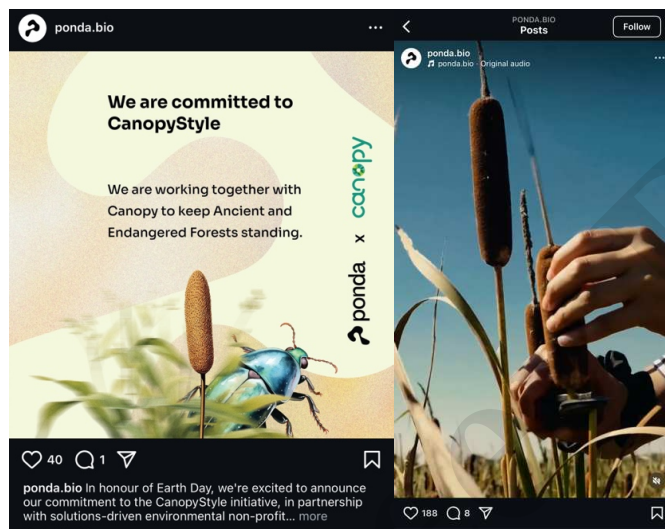 ponda.bio
We are committed to
CanopyStyle
We are working together with
Canopy to keep Ancient and
Endangered Forests standing.
ponda x canopy
40
1
ponda.bio In honour of Earth Day, we're excited to announce
our commitment to the CanopyStyle initiative, in partnership
with solutions-driven environmental non-profit... more
PONDA.BIO
Posts
Follow
ponda.bio
ponda.bio · Original audio
188
8